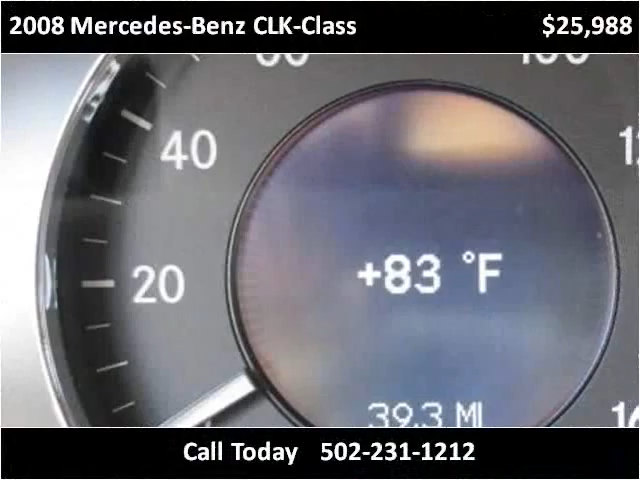 2008 Mercedes-Benz CLK-Class $25,988
40
20
+83 °F
39.3 MI
Call Today 502-231-1212